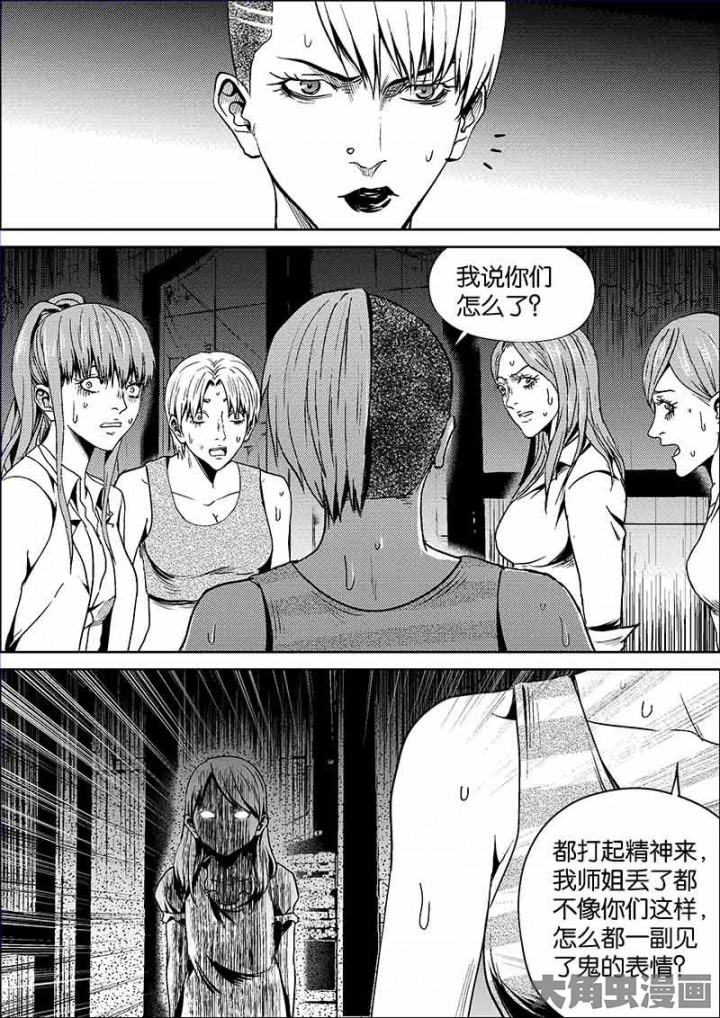 我说你们
怎么了？
都打起精神来，
我师姐丢了都
不像你们这样，
怎么都一副见
了鬼的表情？
大角虫漫画